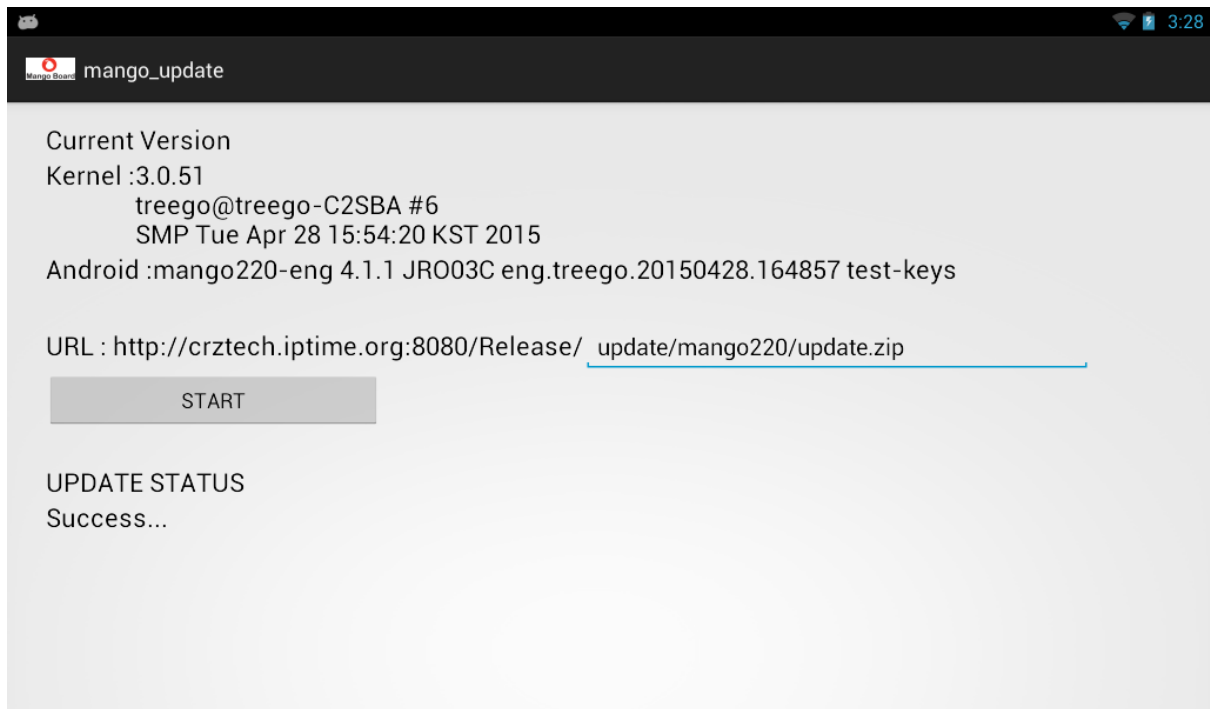 3:28
Mango Board
mango_update
Current Version
Kernel :3.0.51
treego@treego-C2SBA #6
SMP Tue Apr 28 15:54:20 KST 2015
Android :mango220-eng 4.1.1 JRO03C eng.treego.20150428.164857 test-keys
URL : http://crztech.iptime.org:8080/Release/ update/mango220/update.zip
START
UPDATE STATUS
Success...